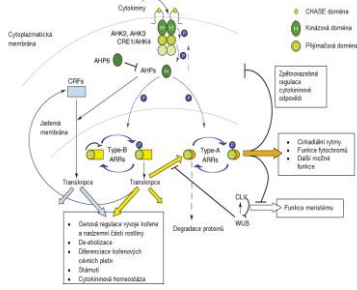 Cytokininy
CHASE doména
Kinázová doména
Přijímačová doména
Cytoplazmatická
membrána
AHK2, AHK3
CRE1/AHK4
H
H
H
AHP6
AHPs
H
P
P
P
CRFs
Zpětnovazebná
regulace
cytokininové
odpovědi
Jaderná
membrána
P
P
Type-B
ARRs
Type-A
ARRs
Cirkadiální rytmy
Funkce fytochromů
Další možné
funkce
Transkripce
Transkripce
CLV
WUS
Funkce meristému
Degradace proteinů
Genová regulace vývoje kořene
a nadzemní části rostliny
De-etiolizace
Diferenciace kořenových
cévních pletiv
Stárnutí
Cytokininová homeostáza